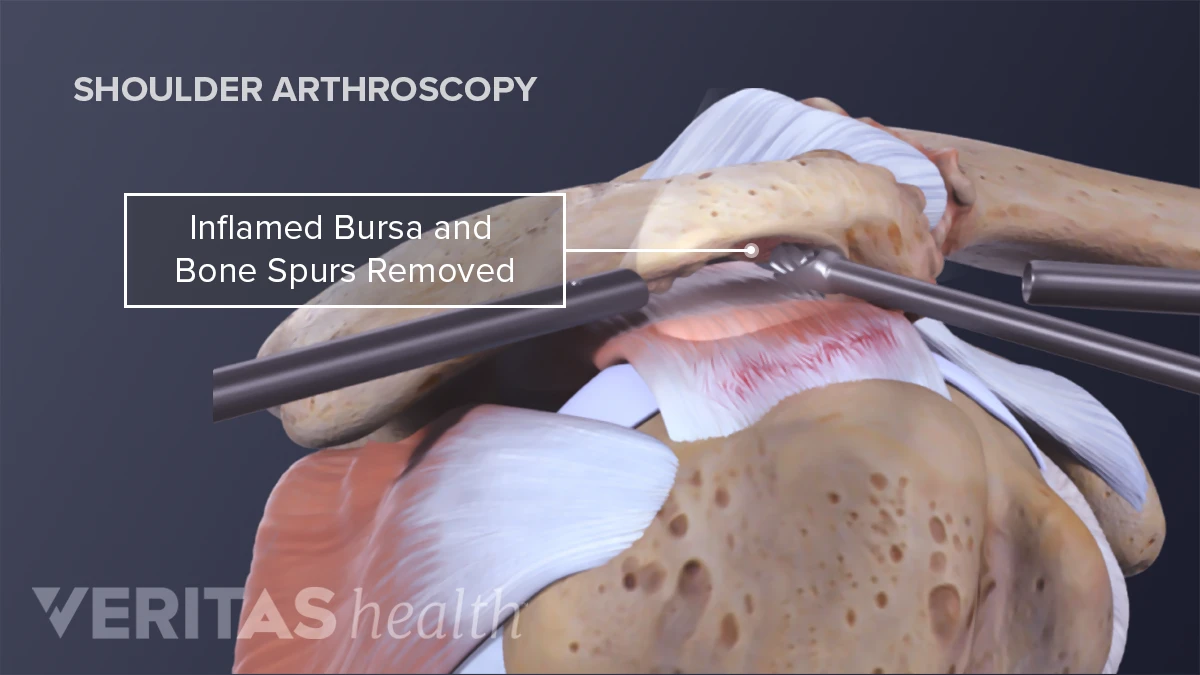 SHOULDER ARTHROSCOPY
Inflamed Bursa and
Bone Spurs Removed
VERITAS health